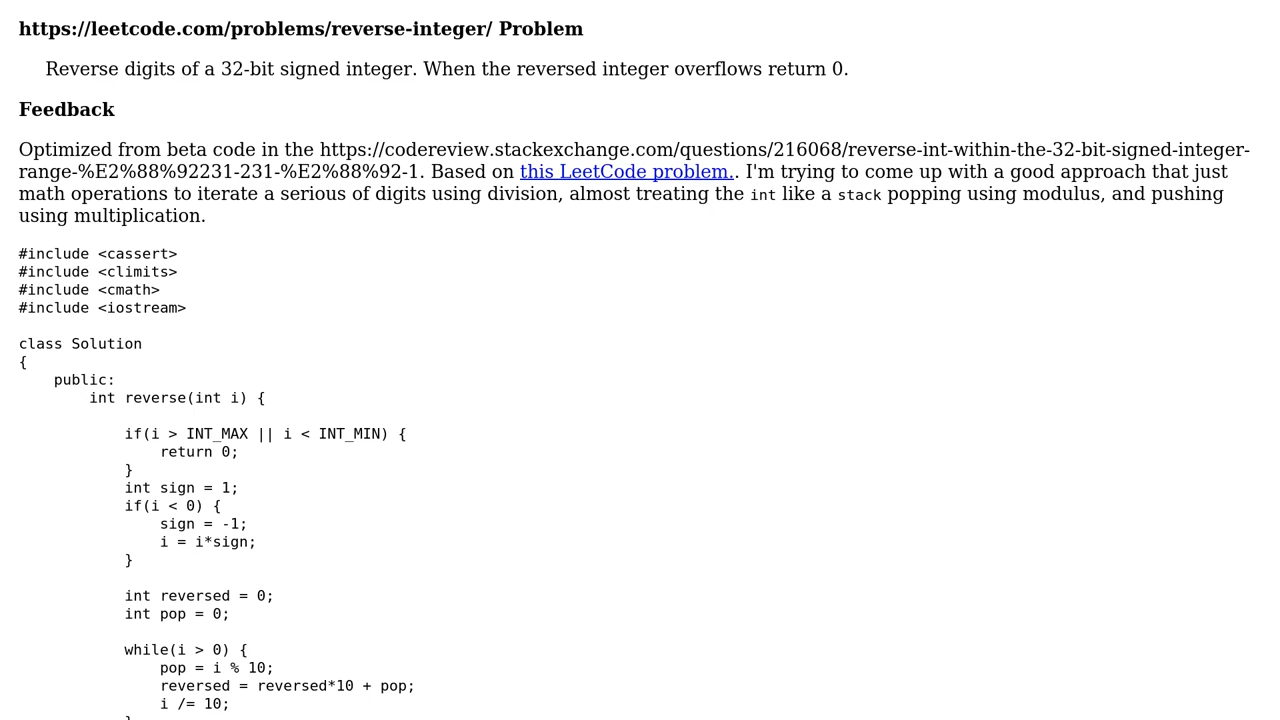 https://leetcode.com/problems/reverse-integer/ Problem
Reverse digits of a 32-bit signed integer. When the reversed integer overflows return 0.
Feedback
Optimized from beta code in the https://codereview.stackexchange.com/questions/216068/reverse-int-within-the-32-bit-signed-integer-
range-%E2%88%92231-231-%E2%88%92-1. Based on this LeetCode problem.. I'm trying to come up with a good approach that just
math operations to iterate a serious of digits using division, almost treating the int like a stack popping using modulus, and pushing
using multiplication.
#include <cassert>
#include <climits>
#include <cmath>
#include <iostream>
class Solution
{
    public:
        int reverse(int i) {
            if(i > INT_MAX || i < INT_MIN) {
                return 0;
            }
            int sign = 1;
            if(i < 0) {
                sign = -1;
                i = i*sign;
            }
            int reversed = 0;
            int pop = 0;
            while(i > 0) {
                pop = i % 10;
                reversed = reversed*10 + pop;
                i /= 10;